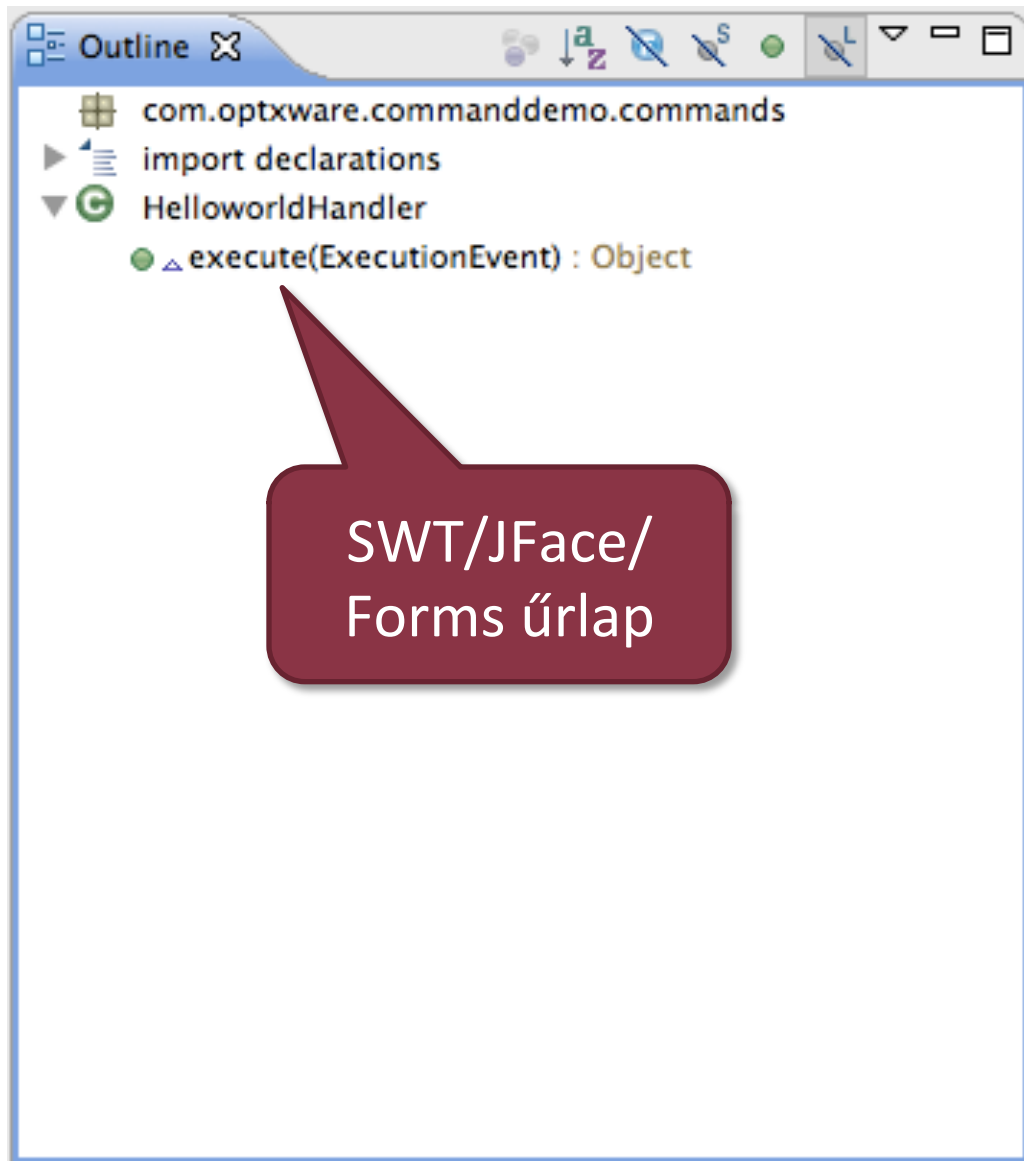 Outline
com.optxware.commanddemo.commands
import declarations
HelloworldHandler
execute(ExecutionEvent) : Object
SWT/JFace/
Forms űrlap